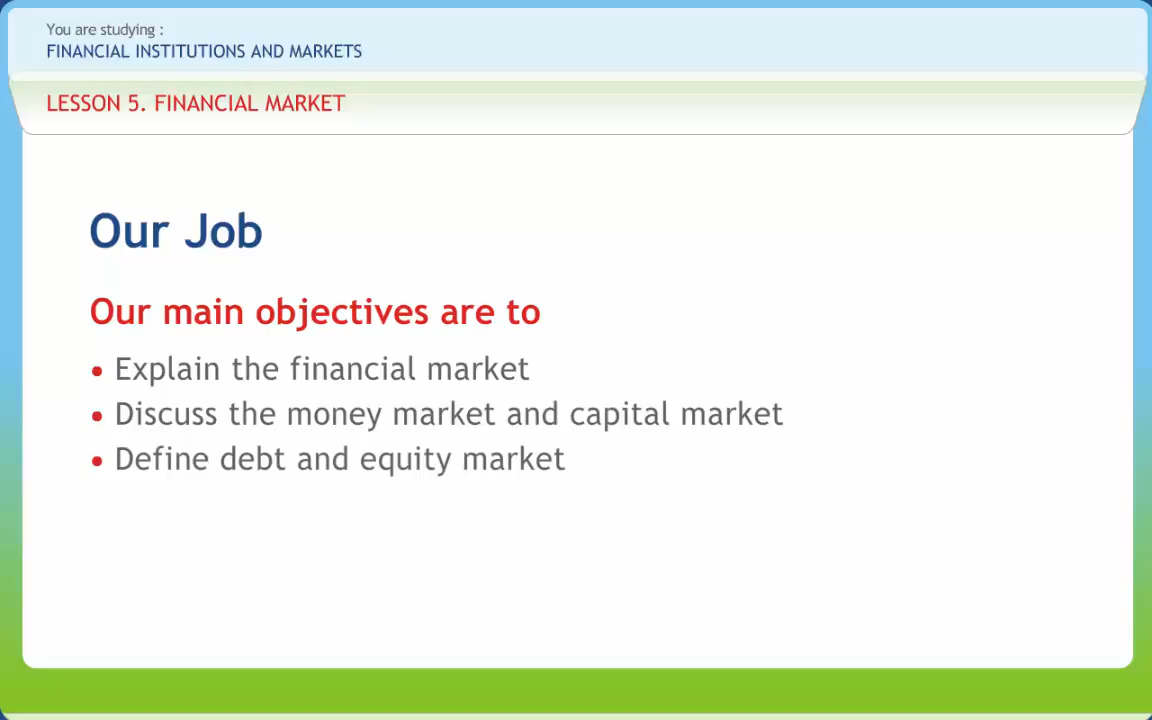 You are studying :
FINANCIAL INSTITUTIONS AND MARKETS
LESSON 5. FINANCIAL MARKET
Our Job
Our main objectives are to
• Explain the financial market
• Discuss the money market and capital market
• Define debt and equity market